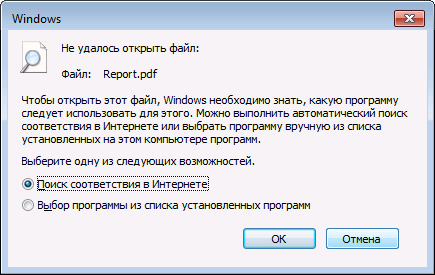 Windows
Не удалось открыть файл:
Файл: Report.pdf
Чтобы открыть этот файл, Windows необходимо знать, какую программу
следует использовать для этого. Можно выполнить автоматический поиск
соответствия в Интернете или выбрать программу вручную из списка
установленных на этом компьютере программ.
Выберите одну из следующих возможностей.
Поиск соответствия в Интернете
Выбор программы из списка установленных программ
ОК
Отмена